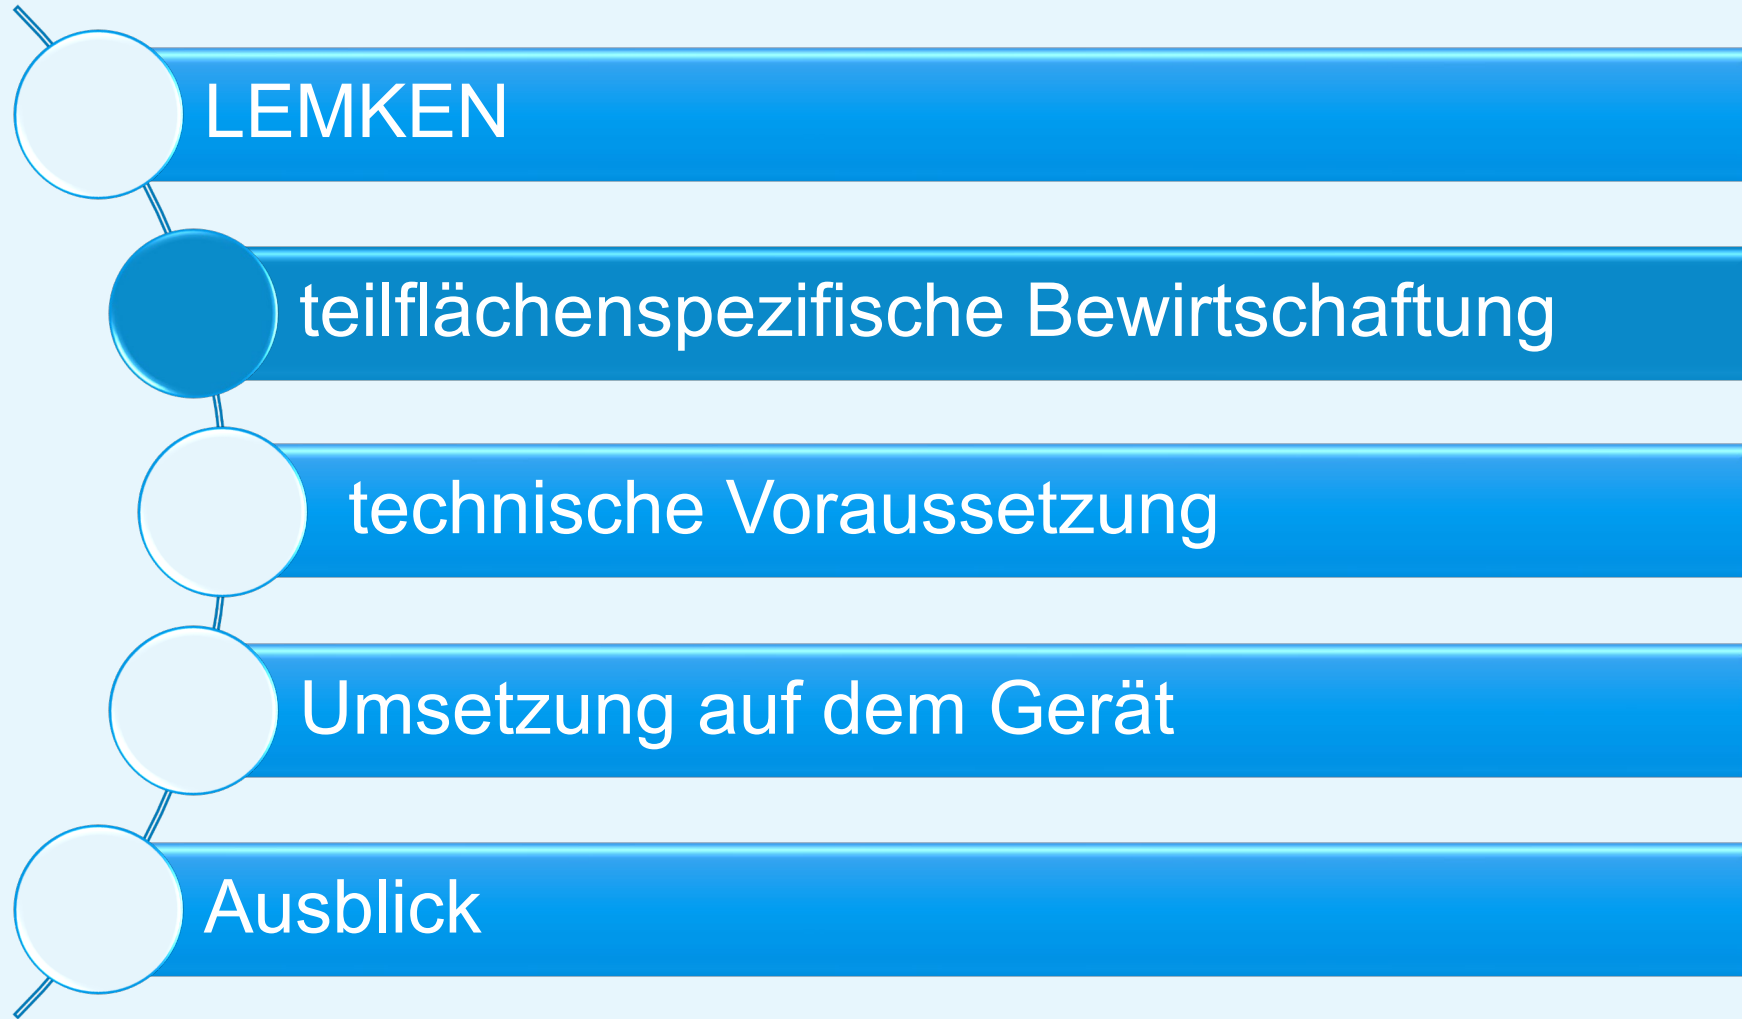 LEMKEN
teilflächenspezifische Bewirtschaftung
technische Voraussetzung
Umsetzung auf dem Gerät
Ausblick